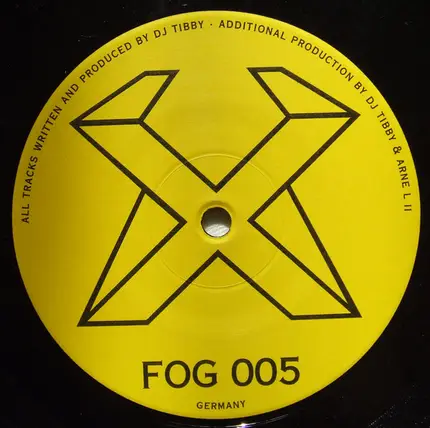 ALL TRACKS WRITTEN AND PRODUCED BY DJ TIBBY · ADDITIONAL PRODUCTION BY DJ TIBBY & ARNE L II
FOG 005
GERMANY